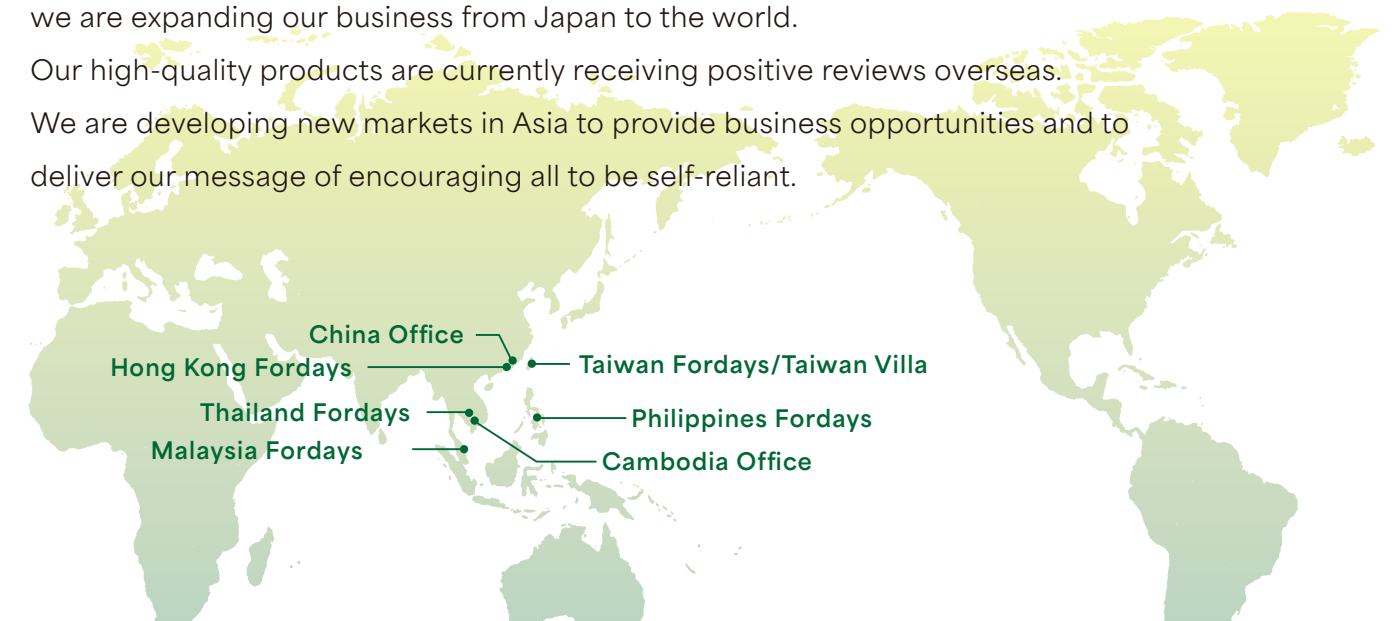 we are expanding our business from Japan to the world.
Our high-quality products are currently receiving positive reviews overseas.
We are developing new markets in Asia to provide business opportunities and to
deliver our message of encouraging all to be self-reliant.
China Office
Hong Kong Fordays
Taiwan Fordays/Taiwan Villa
Thailand Fordays
Philippines Fordays
Malaysia Fordays
Cambodia Office